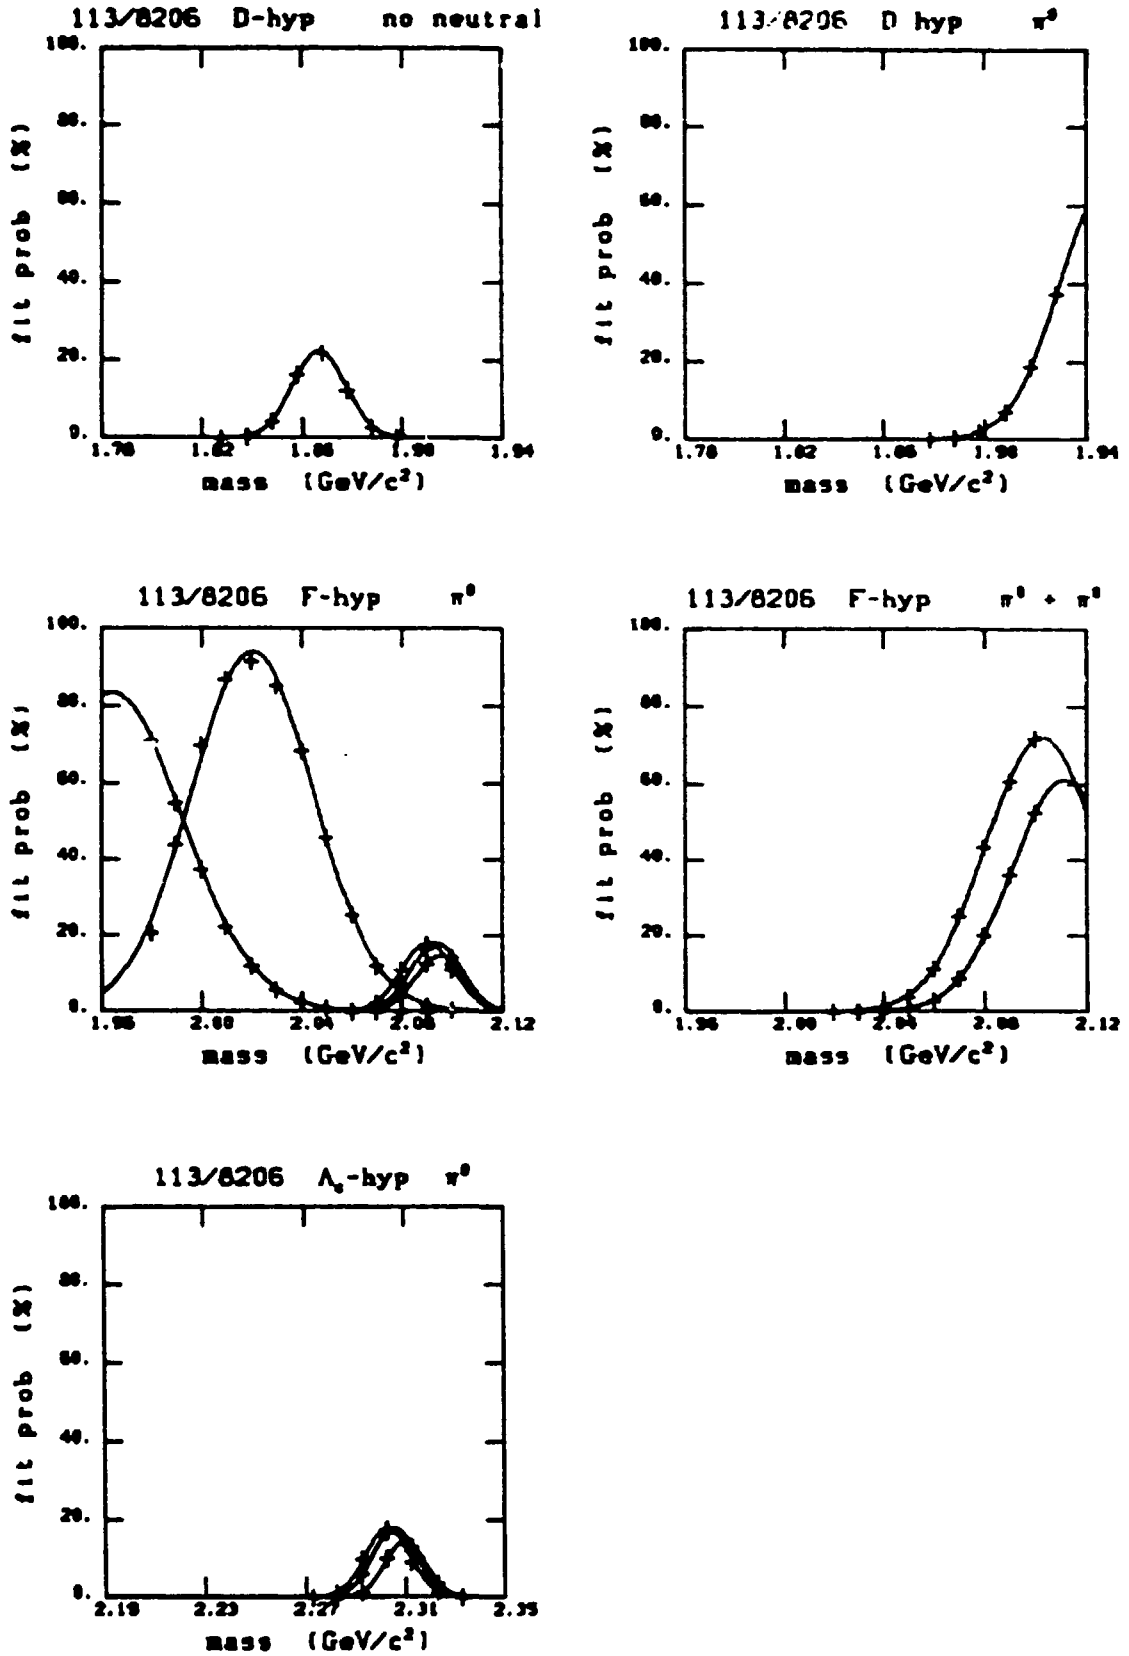 113/8206 D-hyp no neutral
100.
80.
60.
40.
20.
0.
fit prob (%)
1.78 1.82 1.86 1.90 1.94
mass (GeV/c²)
113/8206 D hyp π⁰
100.
80.
60.
40.
20.
0.
fit prob (%)
1.78 1.82 1.86 1.90 1.94
mass (GeV/c²)
113/8206 F-hyp π⁰
100.
80.
60.
40.
20.
0.
fit prob (%)
1.96 2.00 2.04 2.08 2.12
mass (GeV/c²)
113/8206 F-hyp π⁰ + π⁰
100.
80.
60.
40.
20.
0.
fit prob (%)
1.96 2.00 2.04 2.08 2.12
mass (GeV/c²)
113/8206 Λc-hyp π⁰
100.
80.
60.
40.
20.
0.
fit prob (%)
2.19 2.23 2.27 2.31 2.35
mass (GeV/c²)